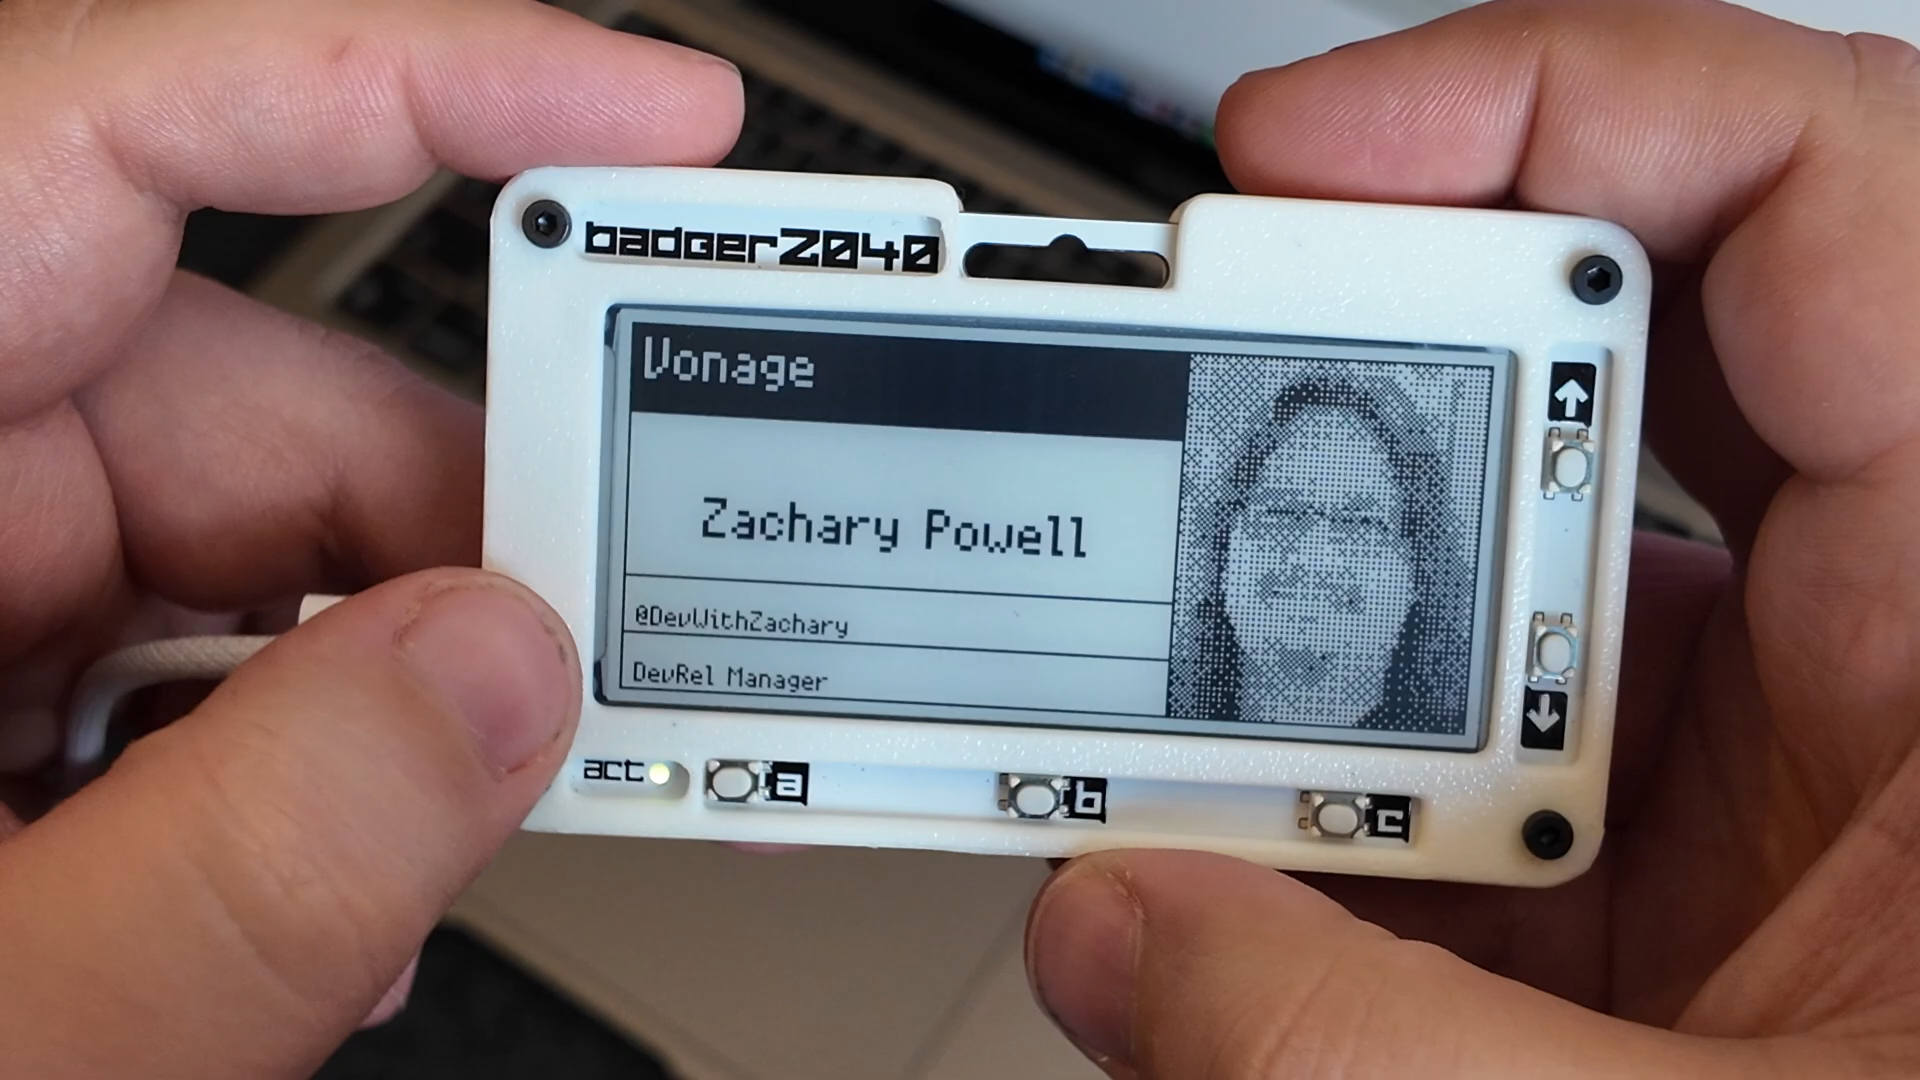 badger2040
Vonage
Zachary Powell
@DevWithZachary
DevRel Manager
act
a
b
c